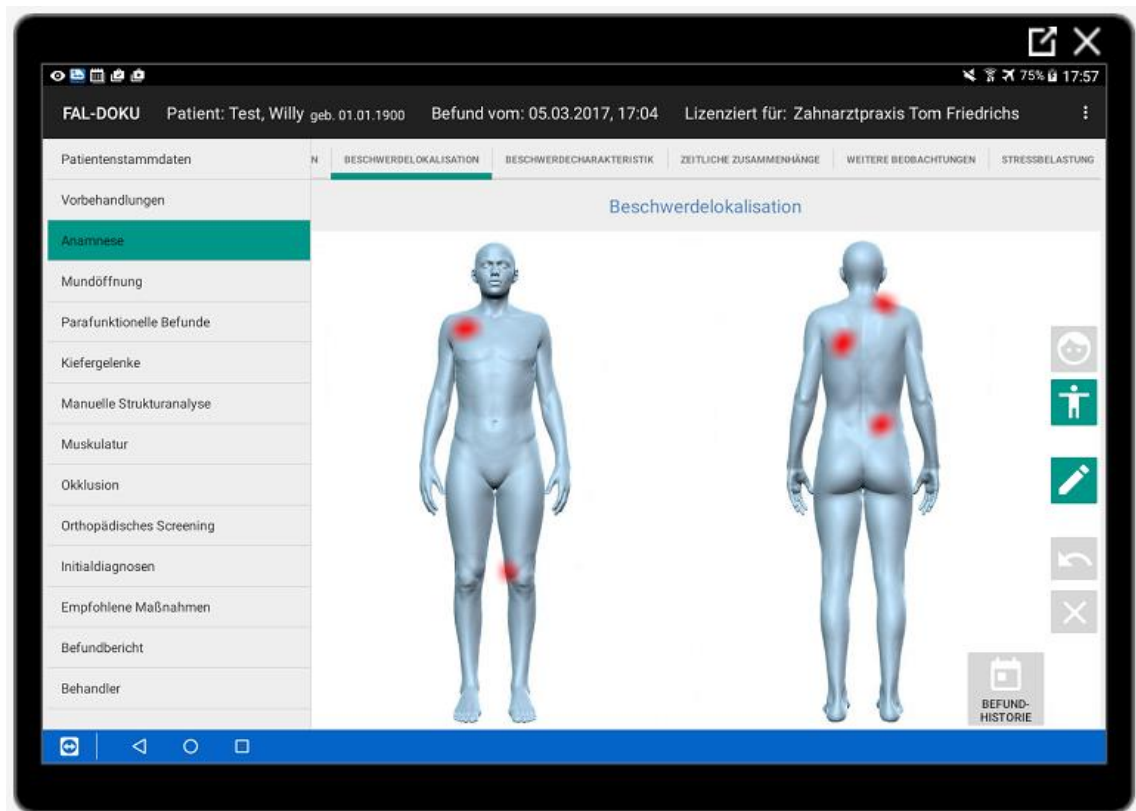 75% 17:57
FAL-DOKU Patient: Test, Willy geb. 01.01.1900 Befund vom: 05.03.2017, 17:04 Lizenziert für: Zahnarztpraxis Tom Friedrichs
N BESCHWERDELOKALISATION BESCHWERDECHARAKTERISTIK ZEITLICHE ZUSAMMENHÄNGE WEITERE BEOBACHTUNGEN STRESSBELASTUNG
Beschwerdelokalisation
Patientenstammdaten
Vorbehandlungen
Anamnese
Mundöffnung
Parafunktionelle Befunde
Kiefergelenke
Manuelle Strukturanalyse
Muskulatur
Okklusion
Orthopädisches Screening
Initialdiagnosen
Empfohlene Maßnahmen
Befundbericht
Behandler
BEFUND-
HISTORIE